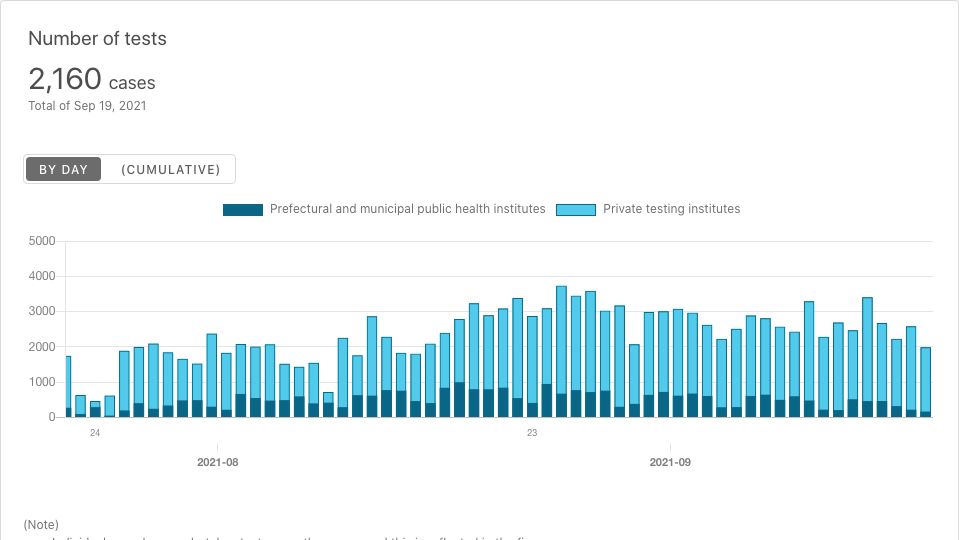 Number of tests
2,160 cases
Total of Sep 19, 2021
BY DAY (CUMULATIVE)
Prefectural and municipal public health institutes Private testing institutes
5000
4000
3000
2000
1000
0
24 23
2021-08 2021-09
(Note)